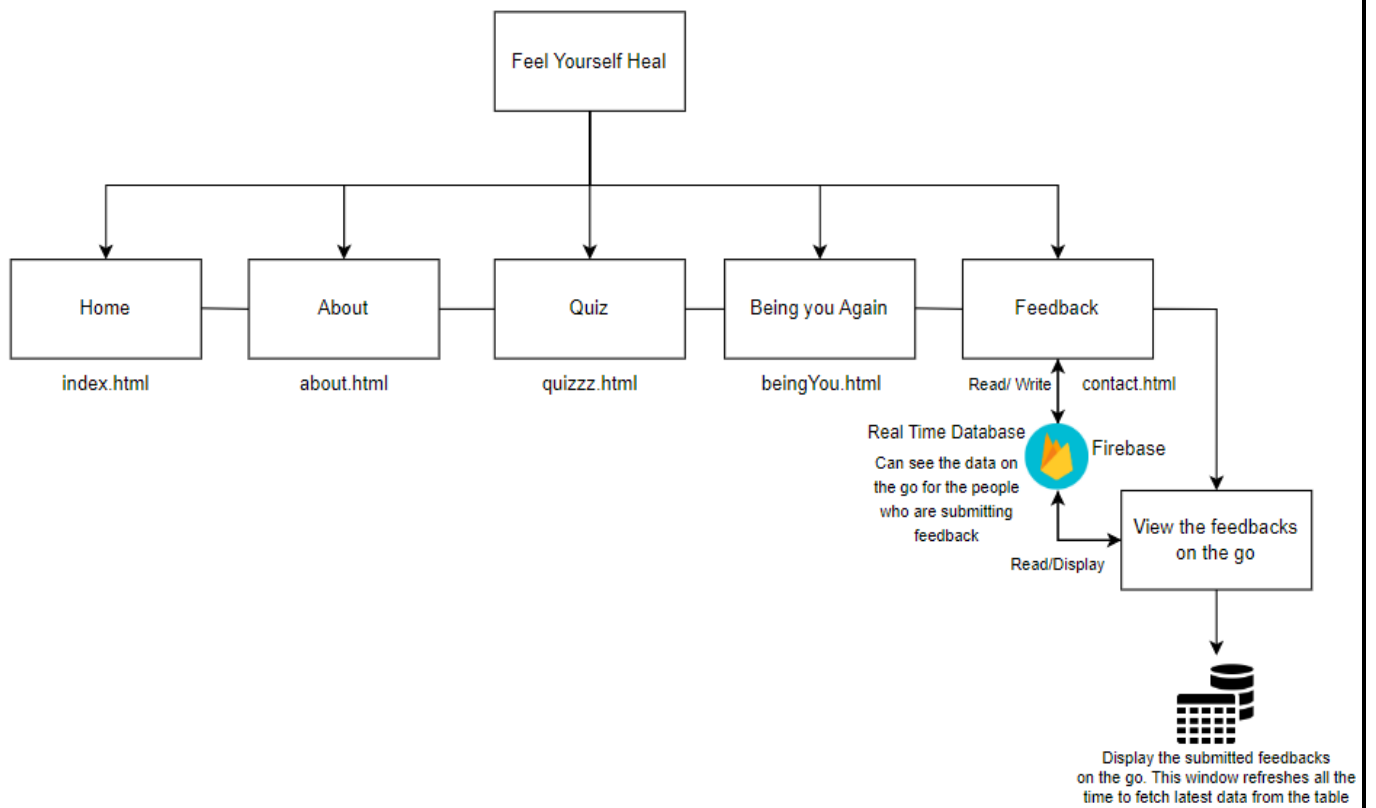 Feel Yourself Heal
Home
About
Quiz
Being you Again
Feedback
index.html
about.html
quizzz.html
beingYou.html
Read/ Write
contact.html
Real Time Database
Firebase
Can see the data on
the go for the people
who are submitting
feedback
View the feedbacks
on the go
Read/Display
Display the submitted feedbacks
on the go. This window refreshes all the
time to fetch latest data from the table